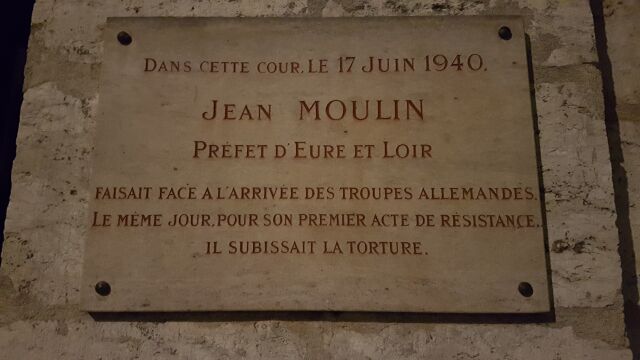 DANS CETTE COUR, LE 17 JUIN 1940.
JEAN MOULIN
PRÉFET D'EURE ET LOIR
FAISAIT FACE A L'ARRIVÉE DES TROUPES ALLEMANDES.
LE MÊME JOUR, POUR SON PREMIER ACTE DE RÉSISTANCE,
IL SUBISSAIT LA TORTURE.